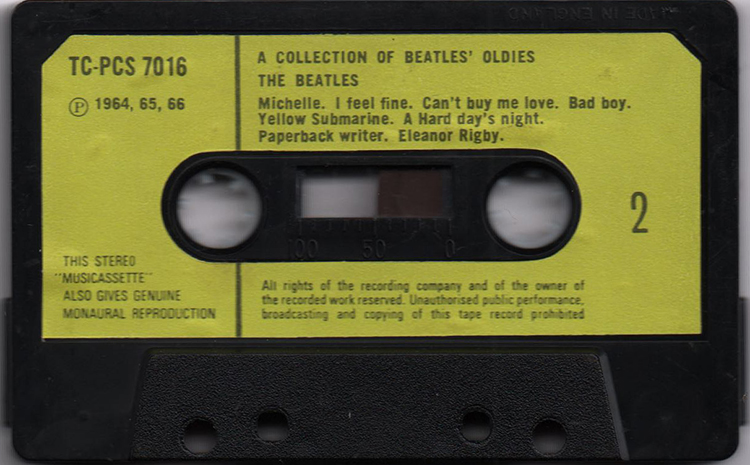 MADE IN ENGLAND
TC-PCS 7016
Ⓟ 1964, 65, 66
A COLLECTION OF BEATLES' OLDIES
THE BEATLES
Michelle. I feel fine. Can't buy me love. Bad boy.
Yellow Submarine. A Hard day's night.
Paperback writer. Eleanor Rigby.
100 50 0
2
THIS STEREO
"MUSICASSETTE"
ALSO GIVES GENUINE
MONAURAL REPRODUCTION
All rights of the recording company and of the owner of
the recorded work reserved. Unauthorised public performance,
broadcasting and copying of this tape record prohibited